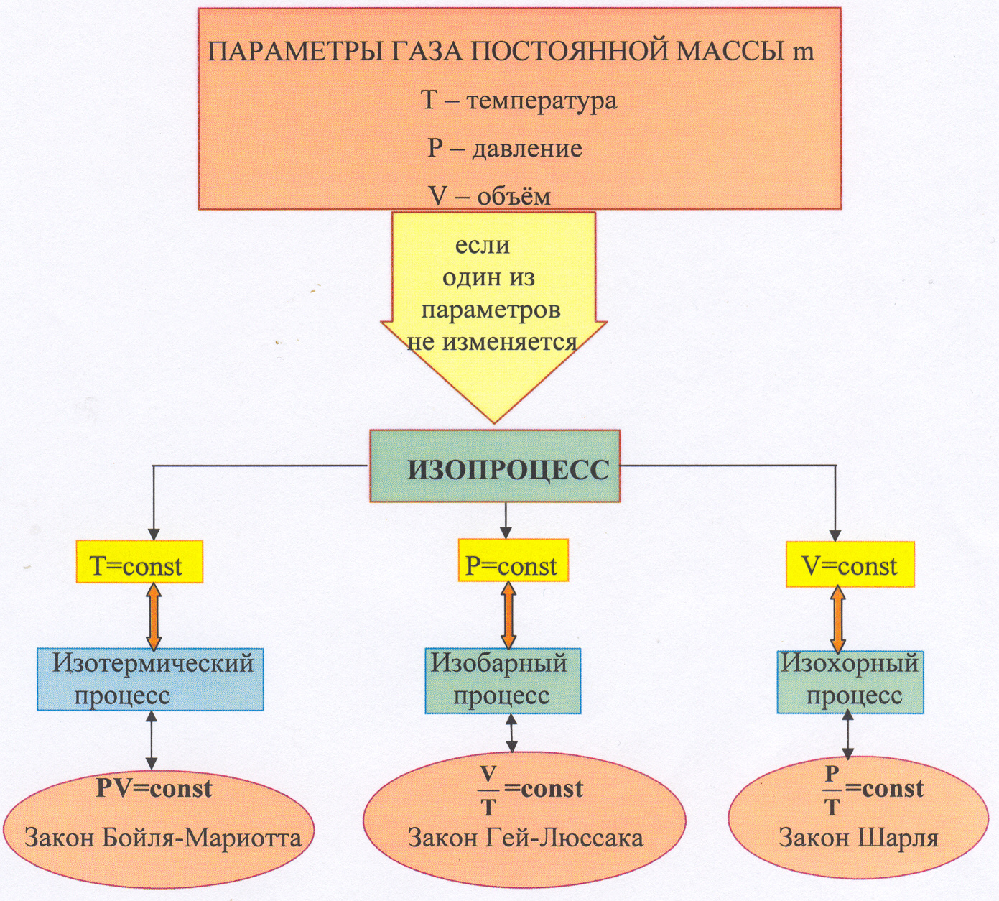 ПАРАМЕТРЫ ГАЗА ПОСТОЯННОЙ МАССЫ m
T – температура
P – давление
V – объём
если
один из
параметров
не изменяется
ИЗОПРОЦЕСС
T=const
P=const
V=const
Изотермический
процесс
Изобарный
процесс
Изохорный
процесс
PV=const
Закон Бойля-Мариотта
V
=const
T
Закон Гей-Люссака
P
=const
T
Закон Шарля